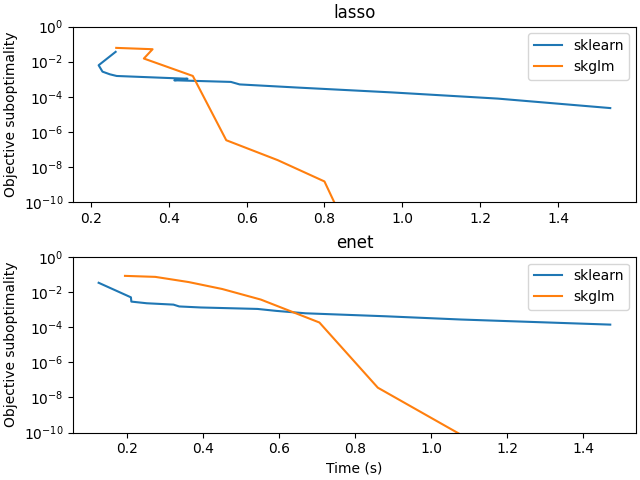 lasso
Objective suboptimality
10^0
10^-2
10^-4
10^-6
10^-8
10^-10
sklearn
skglm
0.2 0.4 0.6 0.8 1.0 1.2 1.4
enet
Objective suboptimality
10^0
10^-2
10^-4
10^-6
10^-8
10^-10
sklearn
skglm
0.2 0.4 0.6 0.8 1.0 1.2 1.4
Time (s)